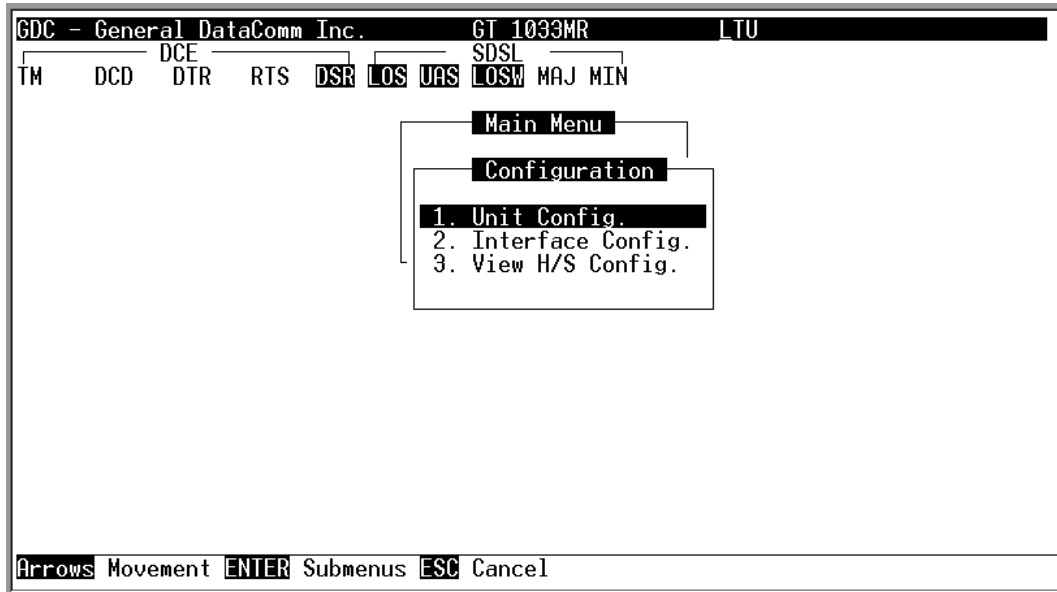 GDC - General DataComm Inc. GT 1033MR LTU
DCE SDSL
TM DCD DTR RTS DSR LOS UAS LOSW MAJ MIN
Main Menu
Configuration
1. Unit Config.
2. Interface Config.
3. View H/S Config.
Arrows Movement ENTER Submenus ESC Cancel